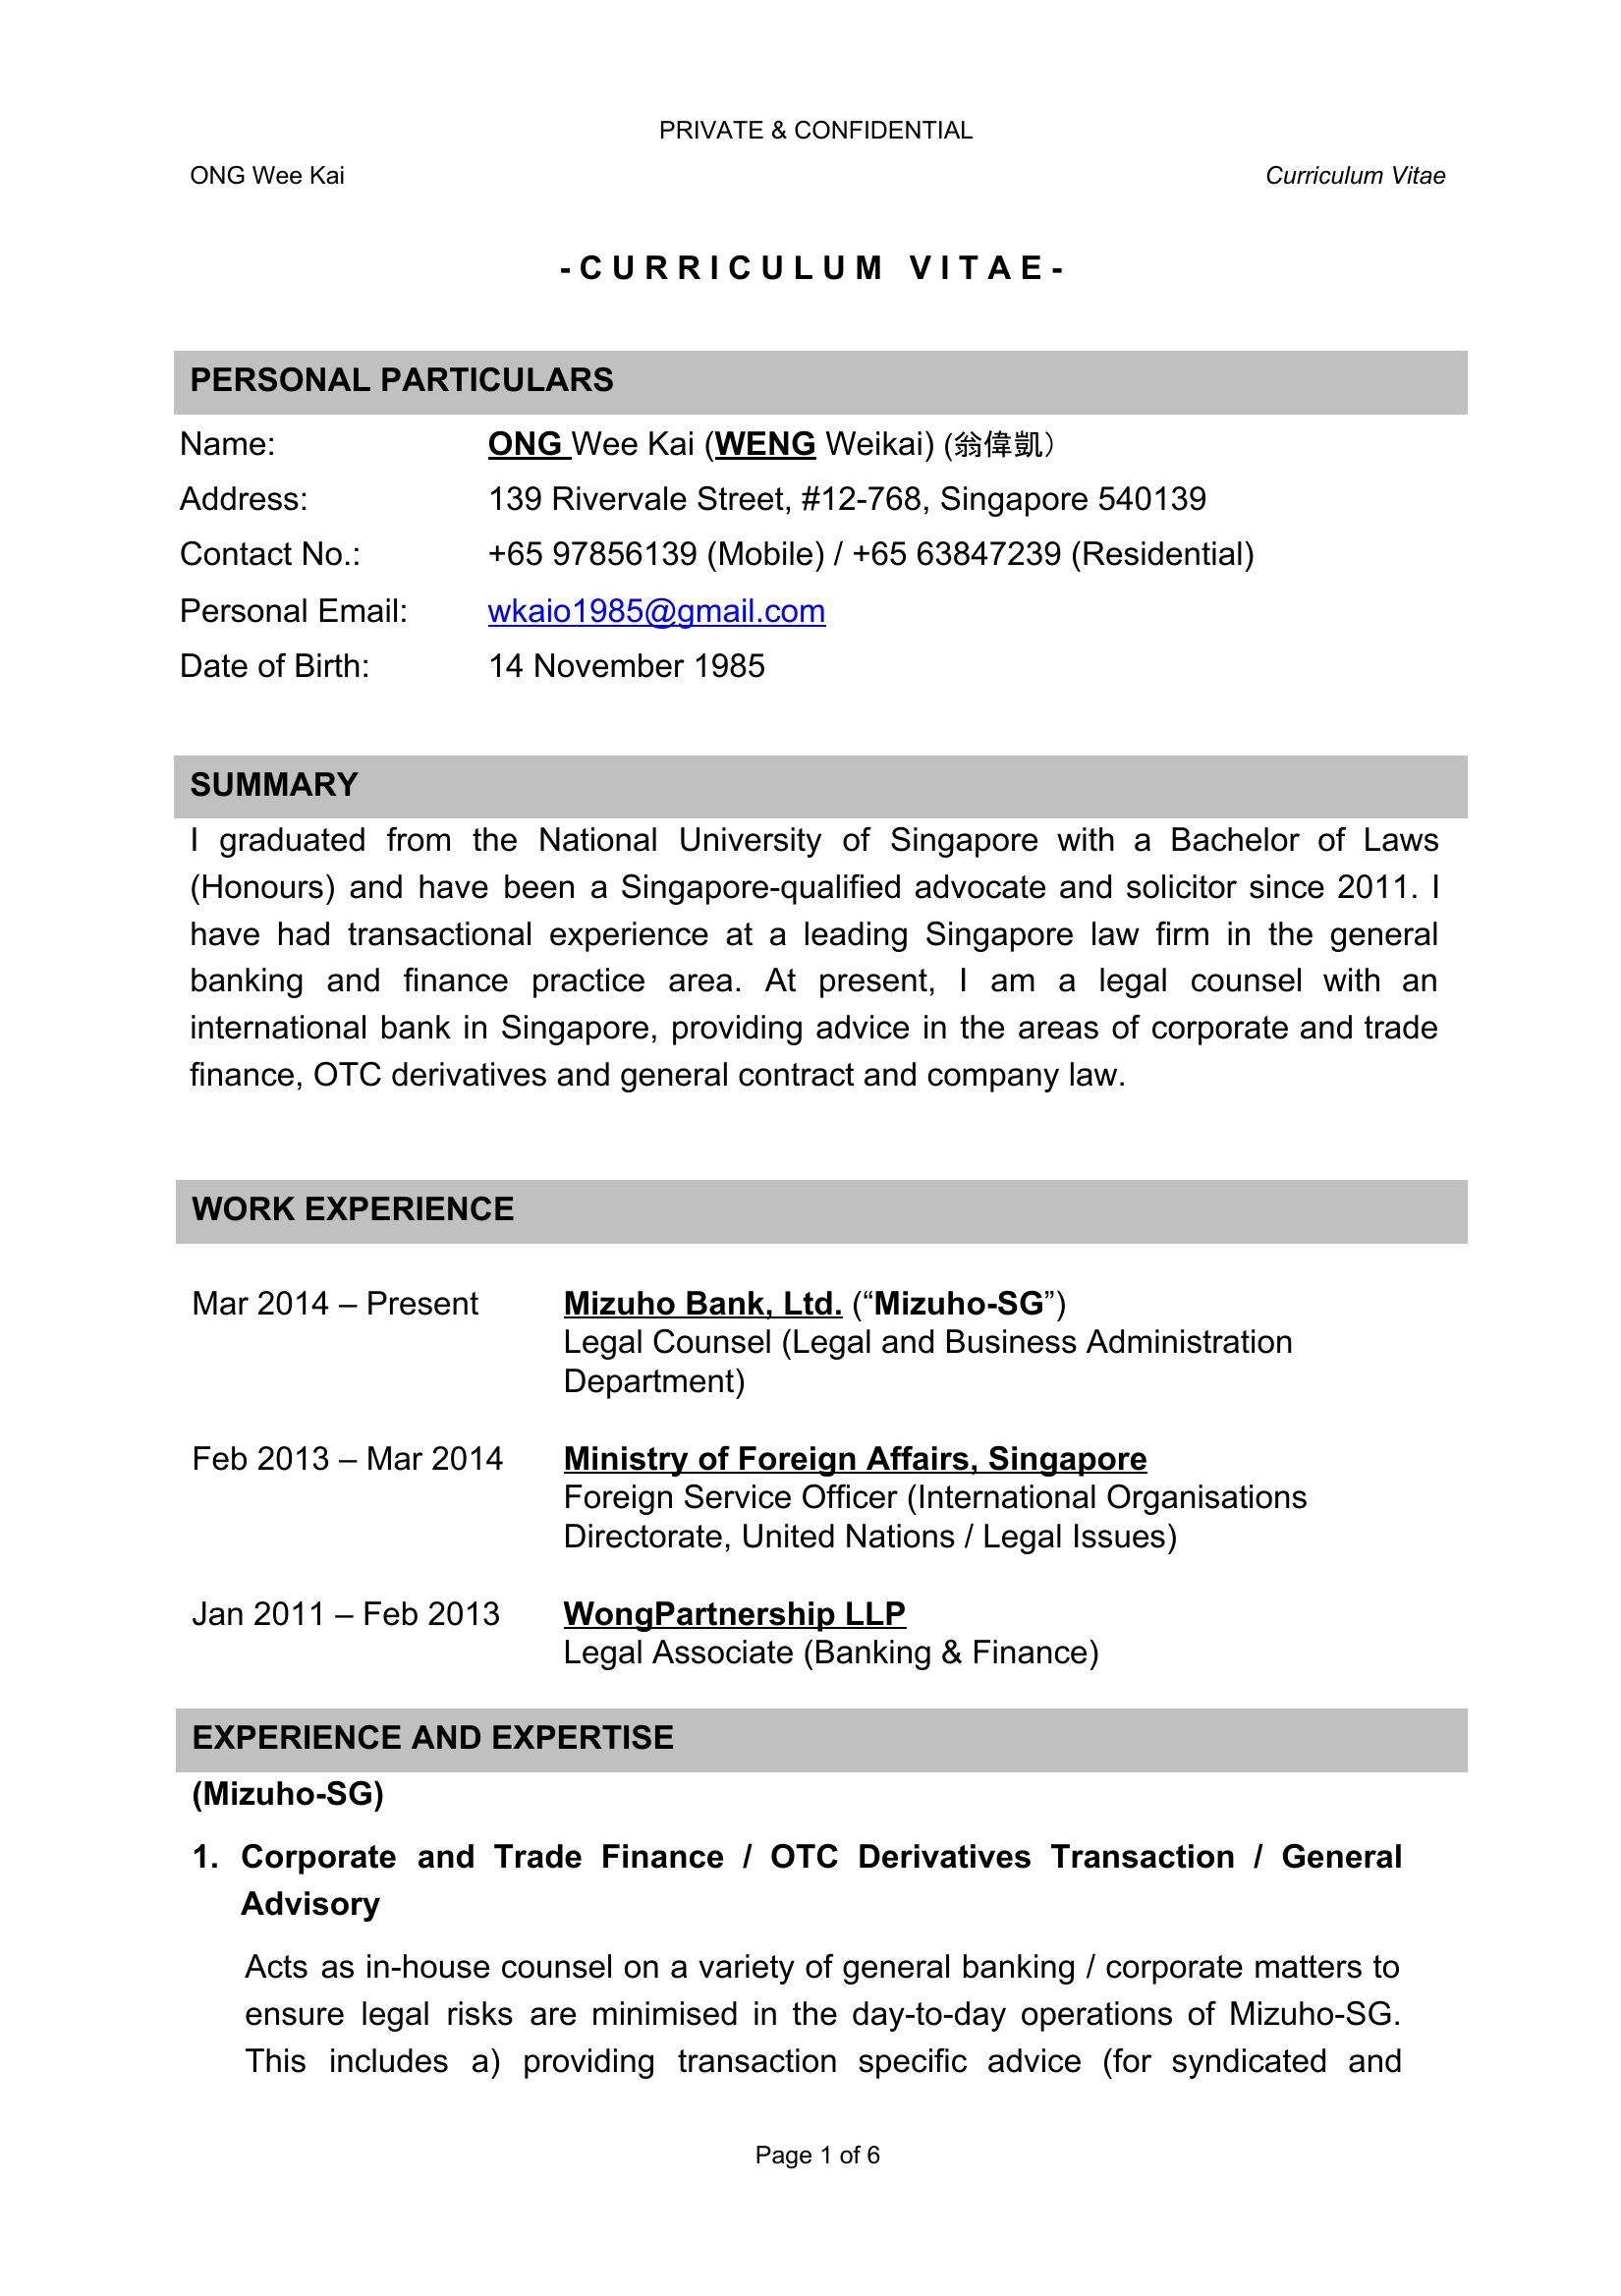 PRIVATE & CONFIDENTIAL
ONG Wee Kai Curriculum Vitae
- C U R R I C U L U M  V I T A E -
PERSONAL PARTICULARS
Name: ONG Wee Kai (WENG Weikai) (翁偉凱）
Address: 139 Rivervale Street, #12-768, Singapore 540139
Contact No.: +65 97856139 (Mobile) / +65 63847239 (Residential)
Personal Email: wkaio1985@gmail.com
Date of Birth: 14 November 1985
SUMMARY
I graduated from the National University of Singapore with a Bachelor of Laws
(Honours) and have been a Singapore-qualified advocate and solicitor since 2011. I
have had transactional experience at a leading Singapore law firm in the general
banking and finance practice area. At present, I am a legal counsel with an
international bank in Singapore, providing advice in the areas of corporate and trade
finance, OTC derivatives and general contract and company law.
WORK EXPERIENCE
Mar 2014 – Present Mizuho Bank, Ltd. (“Mizuho-SG”)
Legal Counsel (Legal and Business Administration
Department)
Feb 2013 – Mar 2014 Ministry of Foreign Affairs, Singapore
Foreign Service Officer (International Organisations
Directorate, United Nations / Legal Issues)
Jan 2011 – Feb 2013 WongPartnership LLP
Legal Associate (Banking & Finance)
EXPERIENCE AND EXPERTISE
(Mizuho-SG)
1. Corporate and Trade Finance / OTC Derivatives Transaction / General
Advisory
Acts as in-house counsel on a variety of general banking / corporate matters to
ensure legal risks are minimised in the day-to-day operations of Mizuho-SG.
This includes a) providing transaction specific advice (for syndicated and
Page 1 of 6